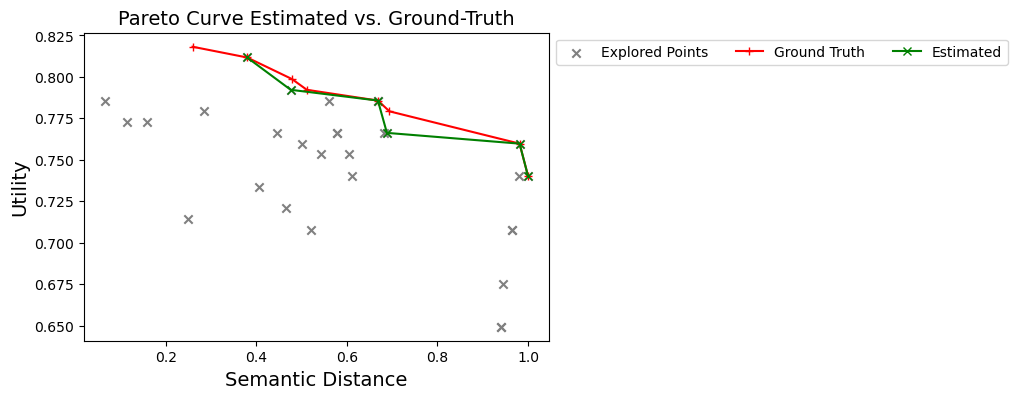 Pareto Curve Estimated vs. Ground-Truth
Explored Points
Ground Truth
Estimated
Utility
0.825
0.800
0.775
0.750
0.725
0.700
0.675
0.650
0.2
0.4
0.6
0.8
1.0
Semantic Distance